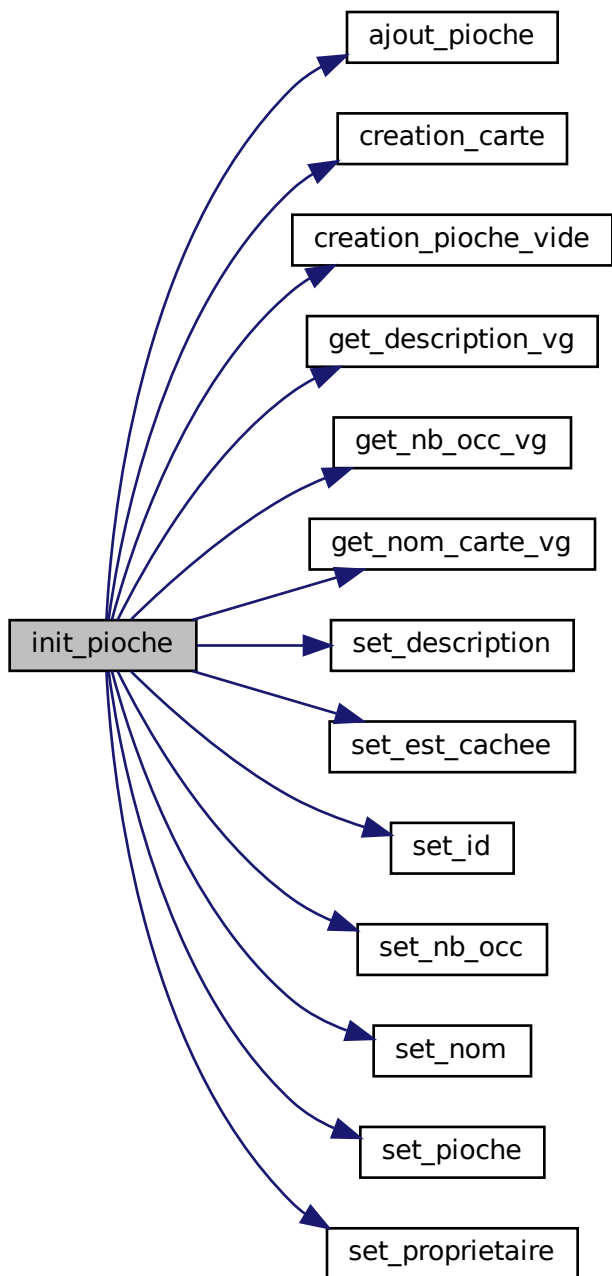 ajout_pioche
creation_carte
creation_pioche_vide
get_description_vg
get_nb_occ_vg
get_nom_carte_vg
init_pioche
set_description
set_est_cachee
set_id
set_nb_occ
set_nom
set_pioche
set_proprietaire